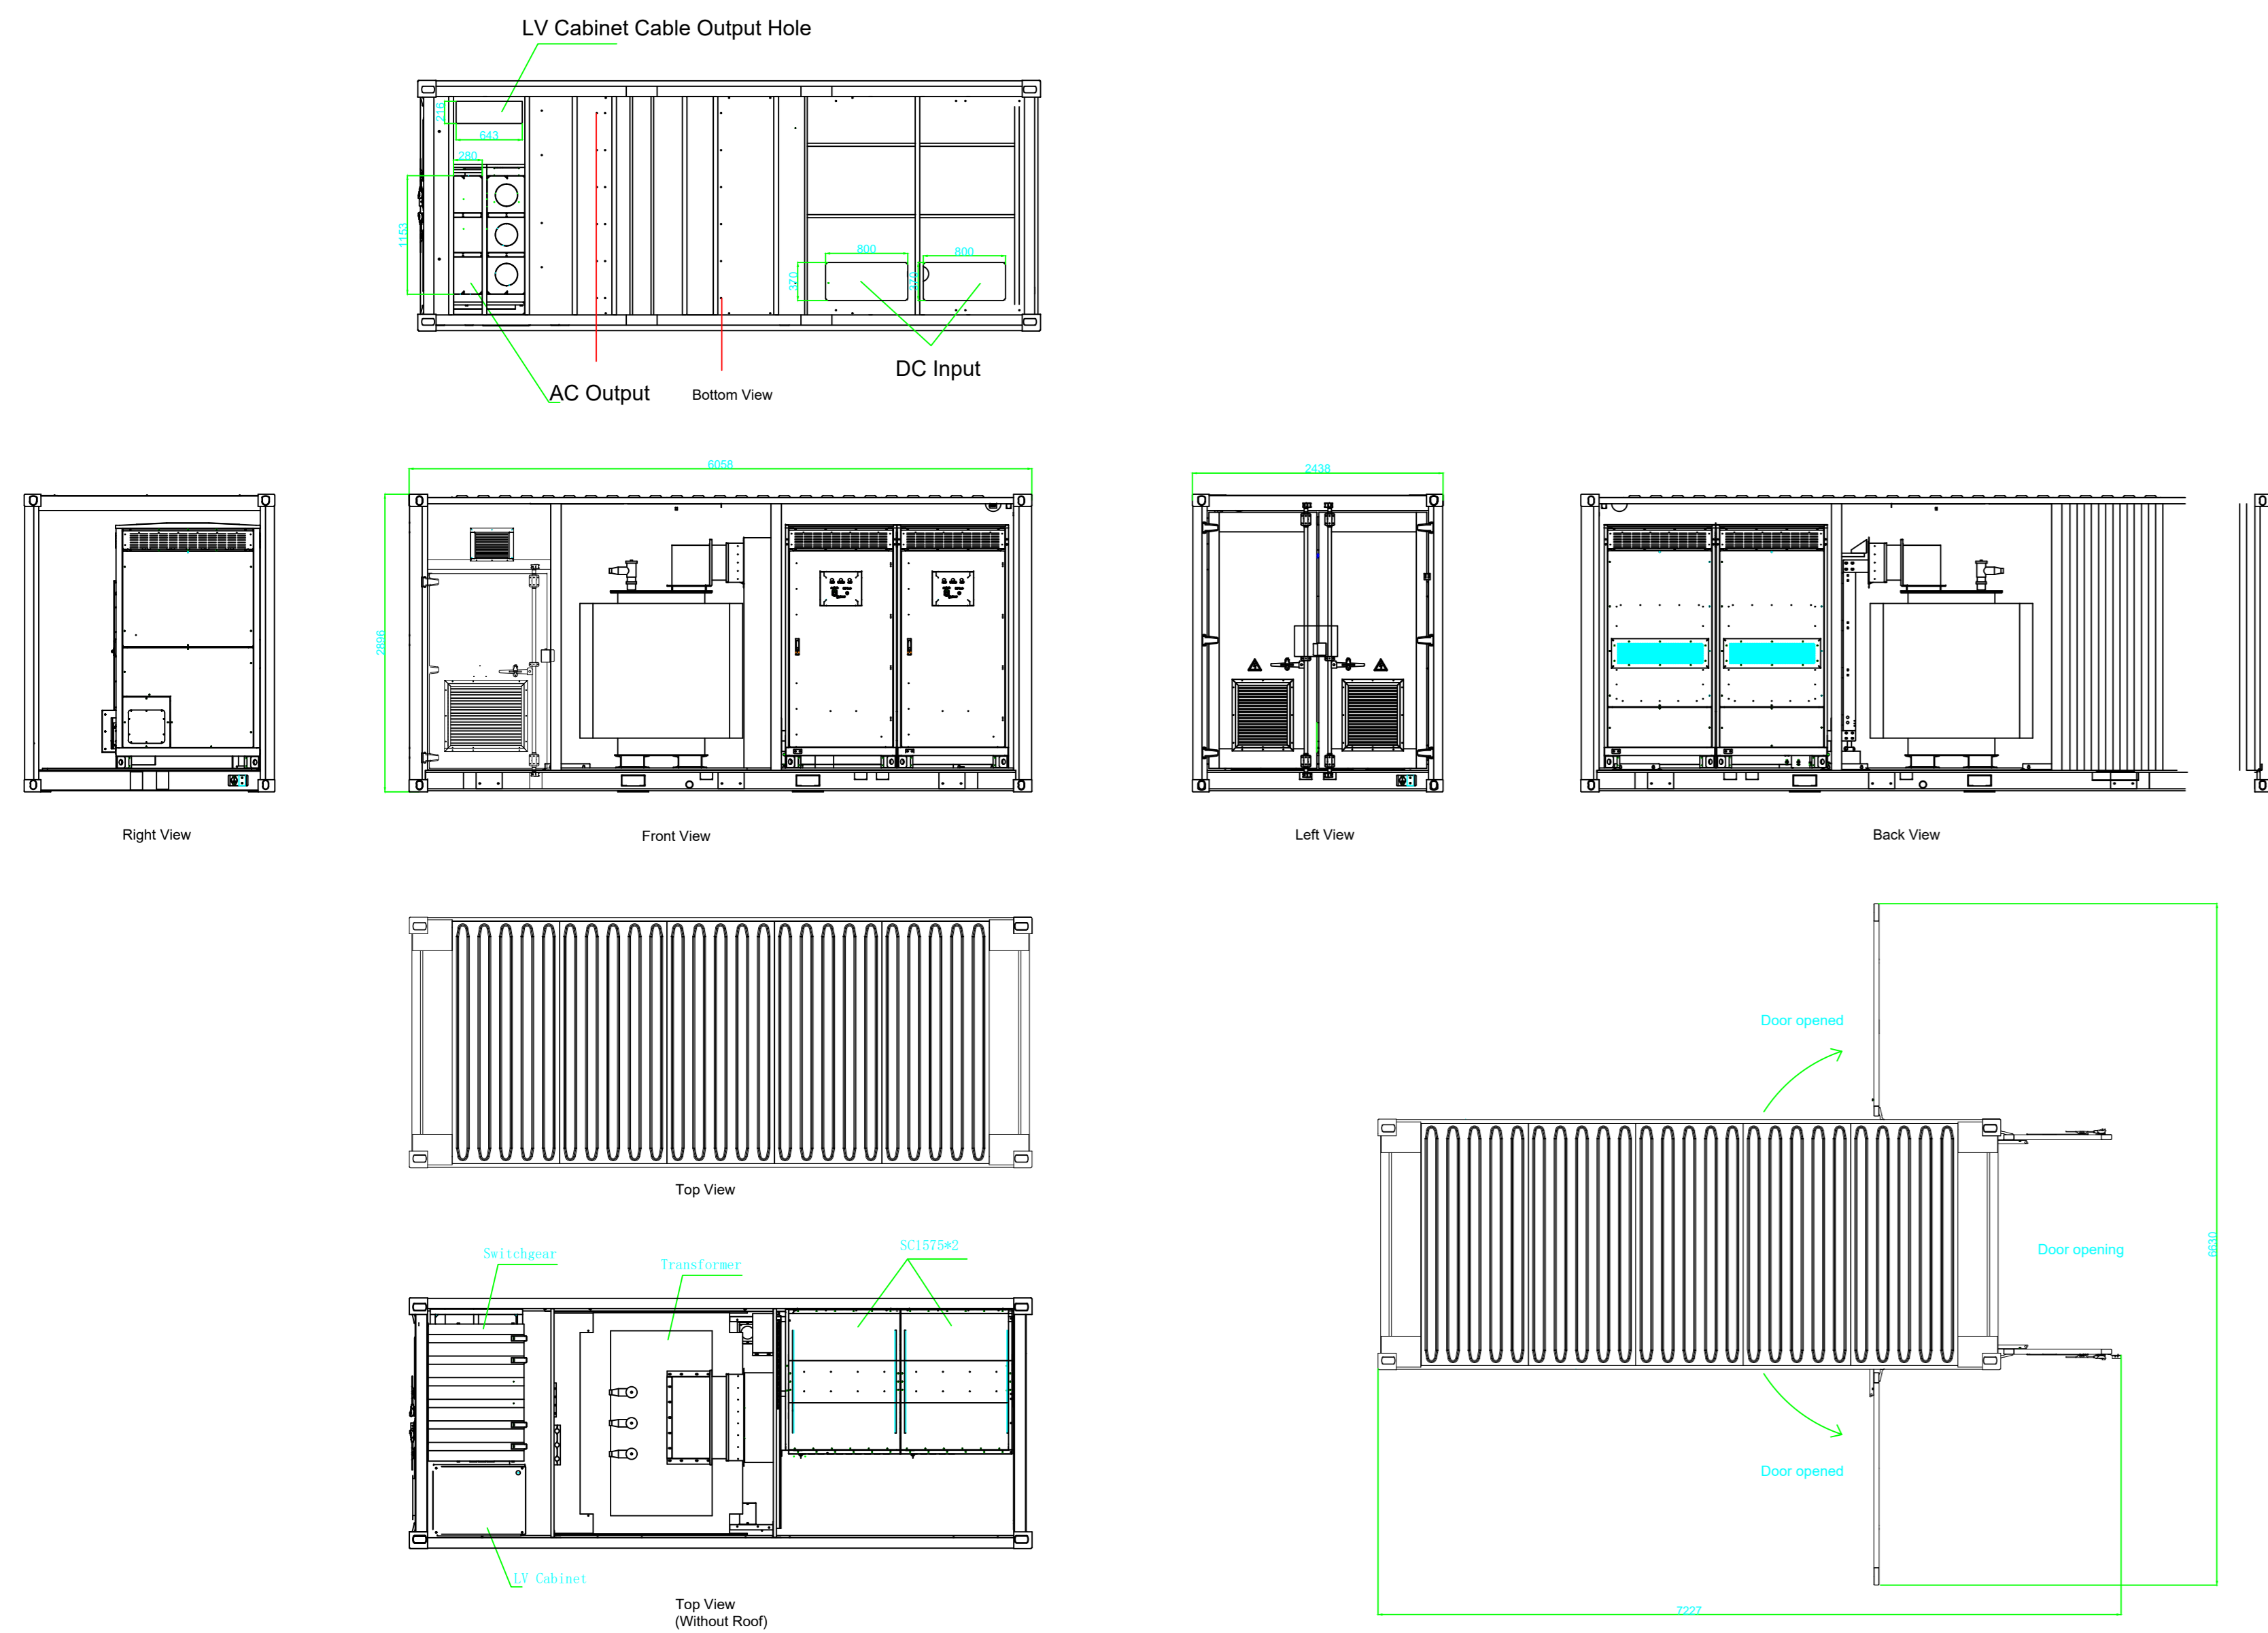 LV Cabinet Cable Output Hole
216
643
280
1153
800
800
370
370
DC Input
AC Output
Bottom View
6058
2438
2896
Right View
Front View
Left View
Back View
Door opened
Top View
6630
Door opening
Switchgear
Transformer
SC1575*2
Door opened
LV Cabinet
Top View
(Without Roof)
7227